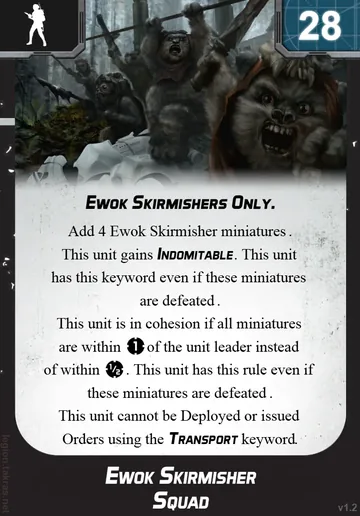 28
Ewok Skirmishers Only.
Add 4 Ewok Skirmisher miniatures.
This unit gains Indomitable. This unit
has this keyword even if these miniatures
are defeated.
This unit is in cohesion if all miniatures
are within 1 of the unit leader instead
of within ½. This unit has this rule even if
these miniatures are defeated.
This unit cannot be Deployed or issued
Orders using the Transport keyword.
Ewok Skirmisher
Squad
v1.2
legion.takras.net